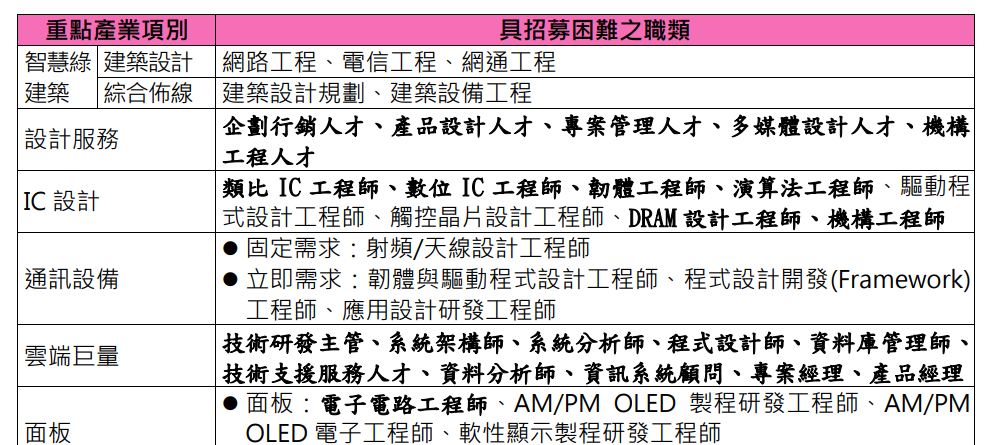 重點產業項別 具招募困難之職類
智慧綠 建築設計 網路工程、電信工程、網通工程
建築 綜合佈線 建築設計規劃、建築設備工程
設計服務
企劃行銷人才、產品設計人才、專案管理人才、多媒體設計人才、機構
工程人才
IC 設計
類比 IC 工程師、數位 IC 工程師、韌體工程師、演算法工程師、驅動程
式設計工程師、觸控晶片設計工程師、DRAM 設計工程師、機構工程師
通訊設備
● 固定需求：射頻/天線設計工程師
● 立即需求：韌體與驅動程式設計工程師、程式設計開發(Framework)
工程師、應用設計研發工程師
雲端巨量
技術研發主管、系統架構師、系統分析師、程式設計師、資料庫管理師、
技術支援服務人才、資料分析師、資訊系統顧問、專案經理、產品經理
面板
● 面板：電子電路工程師、AM/PM OLED 製程研發工程師、AM/PM
OLED 電子工程師、軟性顯示製程研發工程師